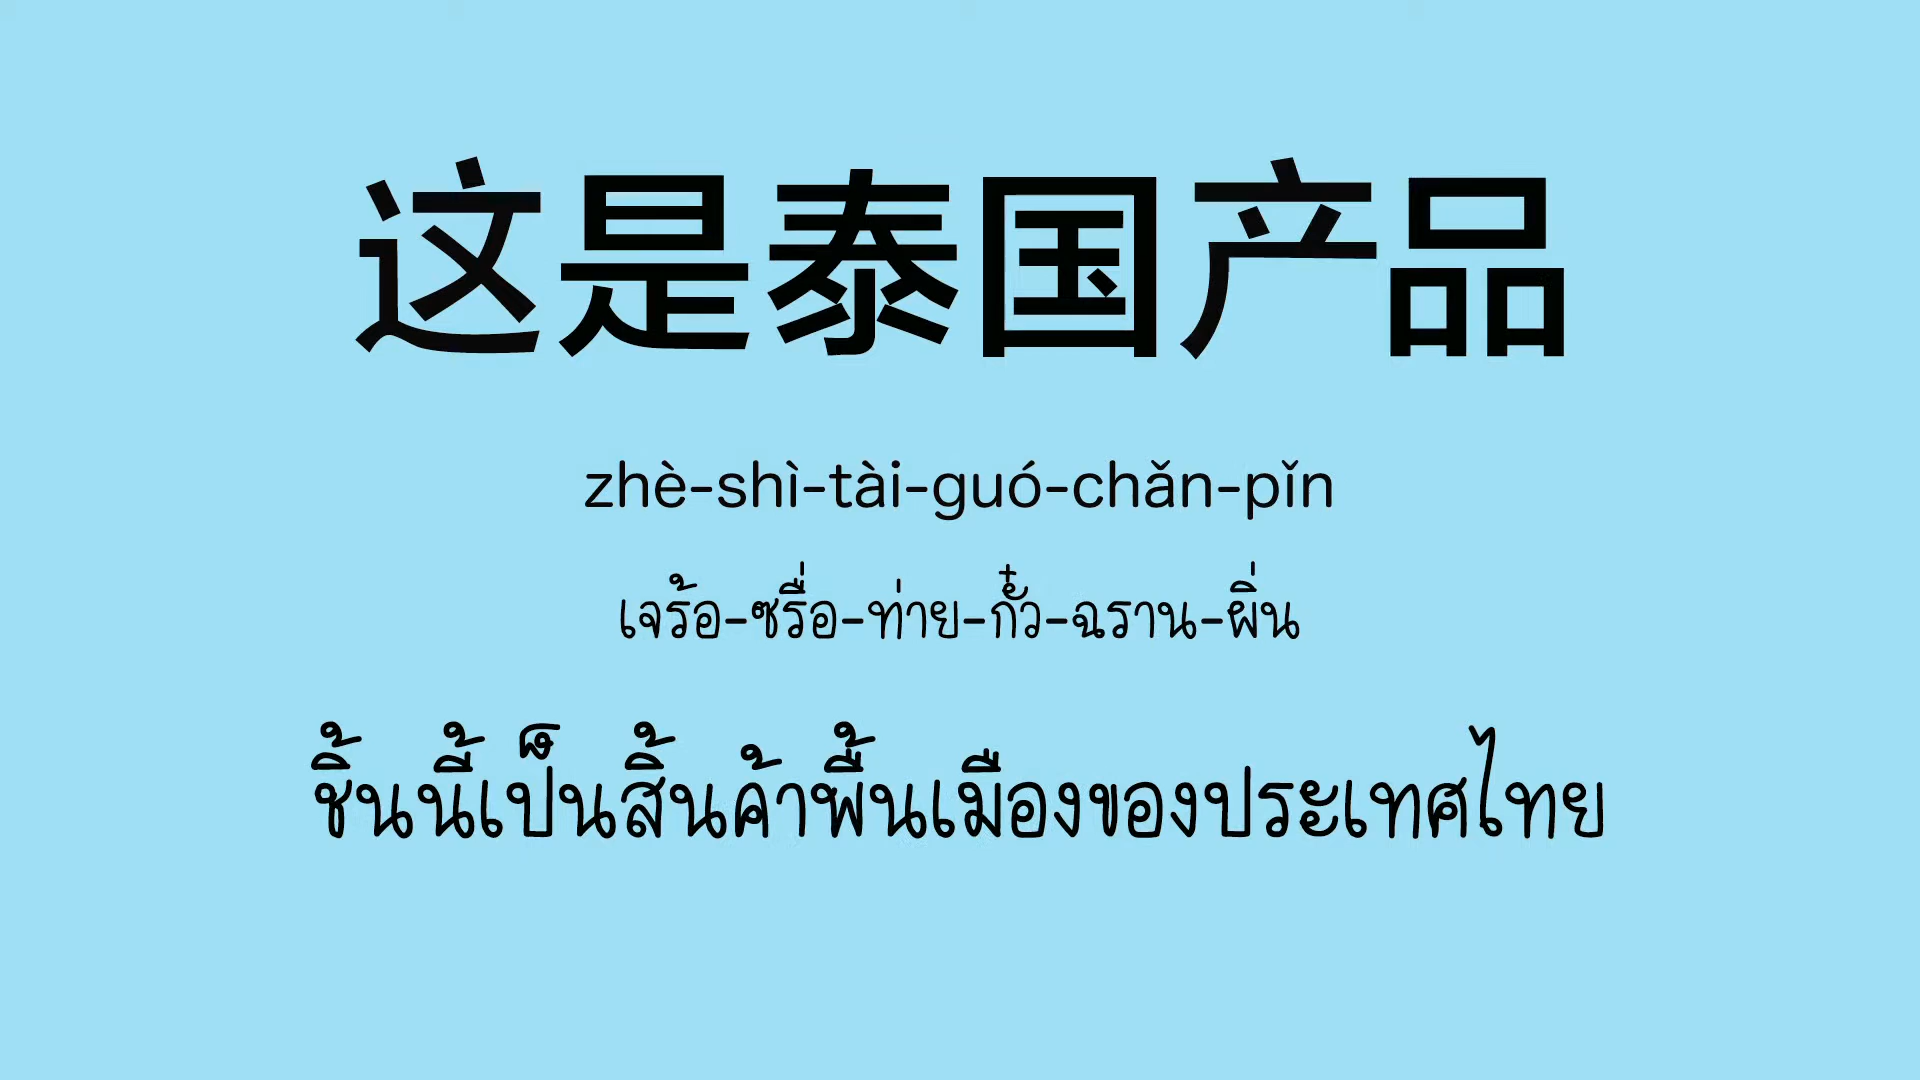 这是泰国产品
zhè-shì-tài-guó-chǎn-pǐn
เจร้อ-ซรื่อ-ท่าย-กั๋ว-ฉราน-ผิ่น
ชิ้นนี้เป็นสิ้นค้าพื้นเมืองของประเทศไทย